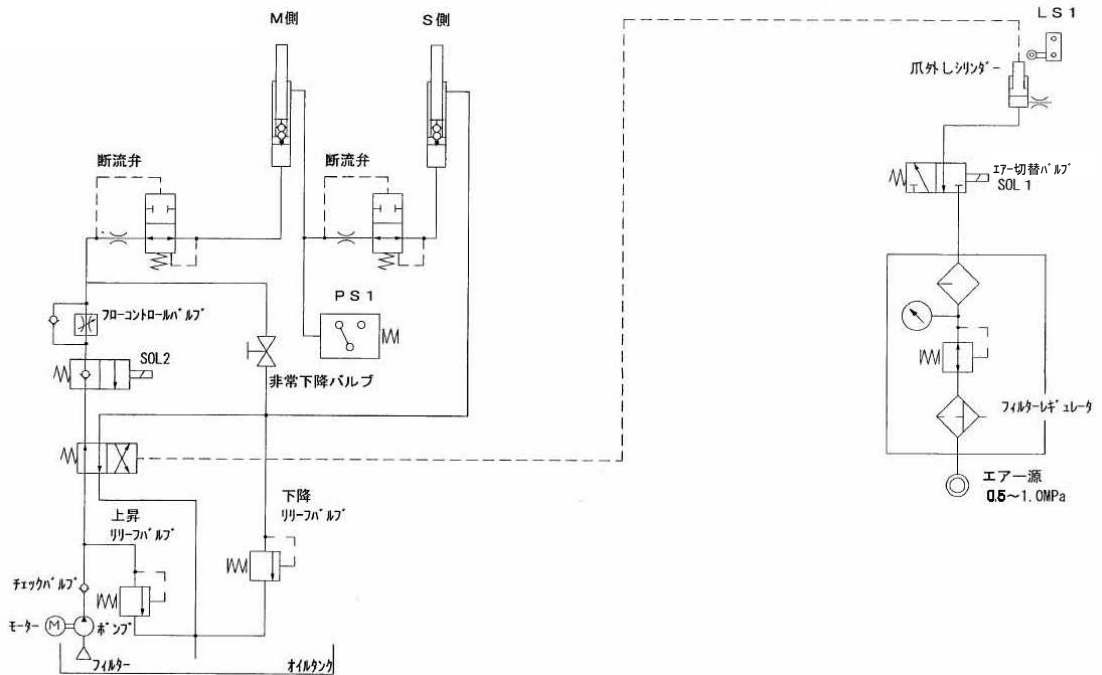 M側
S側
LS1
爪外しシリンダー
断流弁
断流弁
エアー切替バルブ
SOL1
PS1
フローコントロールバルブ
SOL2
非常下降バルブ
フィルターレギュレータ
エアー源
0.5～1.0MPa
下降
リリーフバルブ
上昇
リリーフバルブ
チェックバルブ
モーター
M
ポンプ
フィルター
オイルタンク